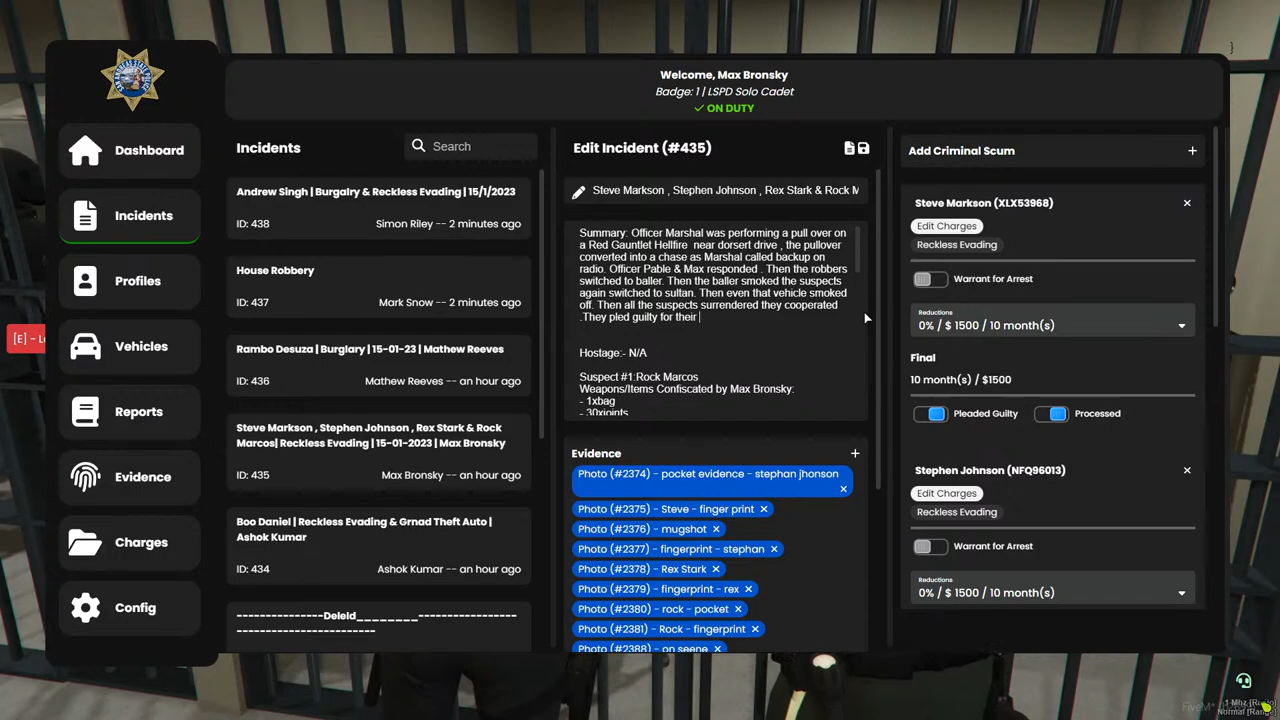 Welcome, Max Bronsky
Badge: 1 | LSPD Solo Cadet
ON DUTY
Dashboard
Incidents
Profiles
Vehicles
Reports
Evidence
Charges
Config
[E] -
Incidents
Search
Andrew Singh | Burgalry & Reckless Evading | 15/1/2023
ID: 438
Simon Riley -- 2 minutes ago
House Robbery
ID: 437
Mark Snow -- 2 minutes ago
Rambo Desuza | Burglary | 15-01-23 | Mathew Reeves
ID: 436
Mathew Reeves -- an hour ago
Steve Markson , Stephen Johnson , Rex Stark & Rock
Marcos| Reckless Evading | 15-01-2023 | Max Bronsky
ID: 435
Max Bronsky -- an hour ago
Boo Daniel | Reckless Evading & Grnad Theft Auto |
Ashok Kumar
ID: 434
Ashok Kumar -- an hour ago
---------------Deleid________------------------
-----------------------------
Edit Incident (#435)
Steve Markson , Stephen Johnson , Rex Stark & Rock M
Summary: Officer Marshal was performing a pull over on
a Red Gauntlet Hellfire near dorsert drive , the pullover
converted into a chase as Marshal called backup on
radio. Officer Pable & Max responded . Then the robbers
switched to baller. Then the baller smoked the suspects
again switched to sultan. Then even that vehicle smoked
off. Then all the suspects surrendered they cooperated
.They pled guilty for their
Hostage:- N/A
Suspect #1:Rock Marcos
Weapons/Items Confiscated by Max Bronsky:
- 1xbag
- 30xjoints
Evidence
Photo (#2374) - pocket evidence - stephan jhonson
Photo (#2375) - Steve - finger print
Photo (#2376) - mugshot
Photo (#2377) - fingerprint - stephan
Photo (#2378) - Rex Stark
Photo (#2379) - fingerprint - rex
Photo (#2380) - rock - pocket
Photo (#2381) - Rock - fingerprint
Photo (#2388) - on seene
Add Criminal Scum
Steve Markson (XLX53968)
Edit Charges
Reckless Evading
Warrant for Arrest
Reductions
0% / $ 1500 / 10 month(s)
Final
10 month(s) / $1500
Pleaded Guilty
Processed
Stephen Johnson (NFQ96013)
Edit Charges
Reckless Evading
Warrant for Arrest
Reductions
0% / $ 1500 / 10 month(s)